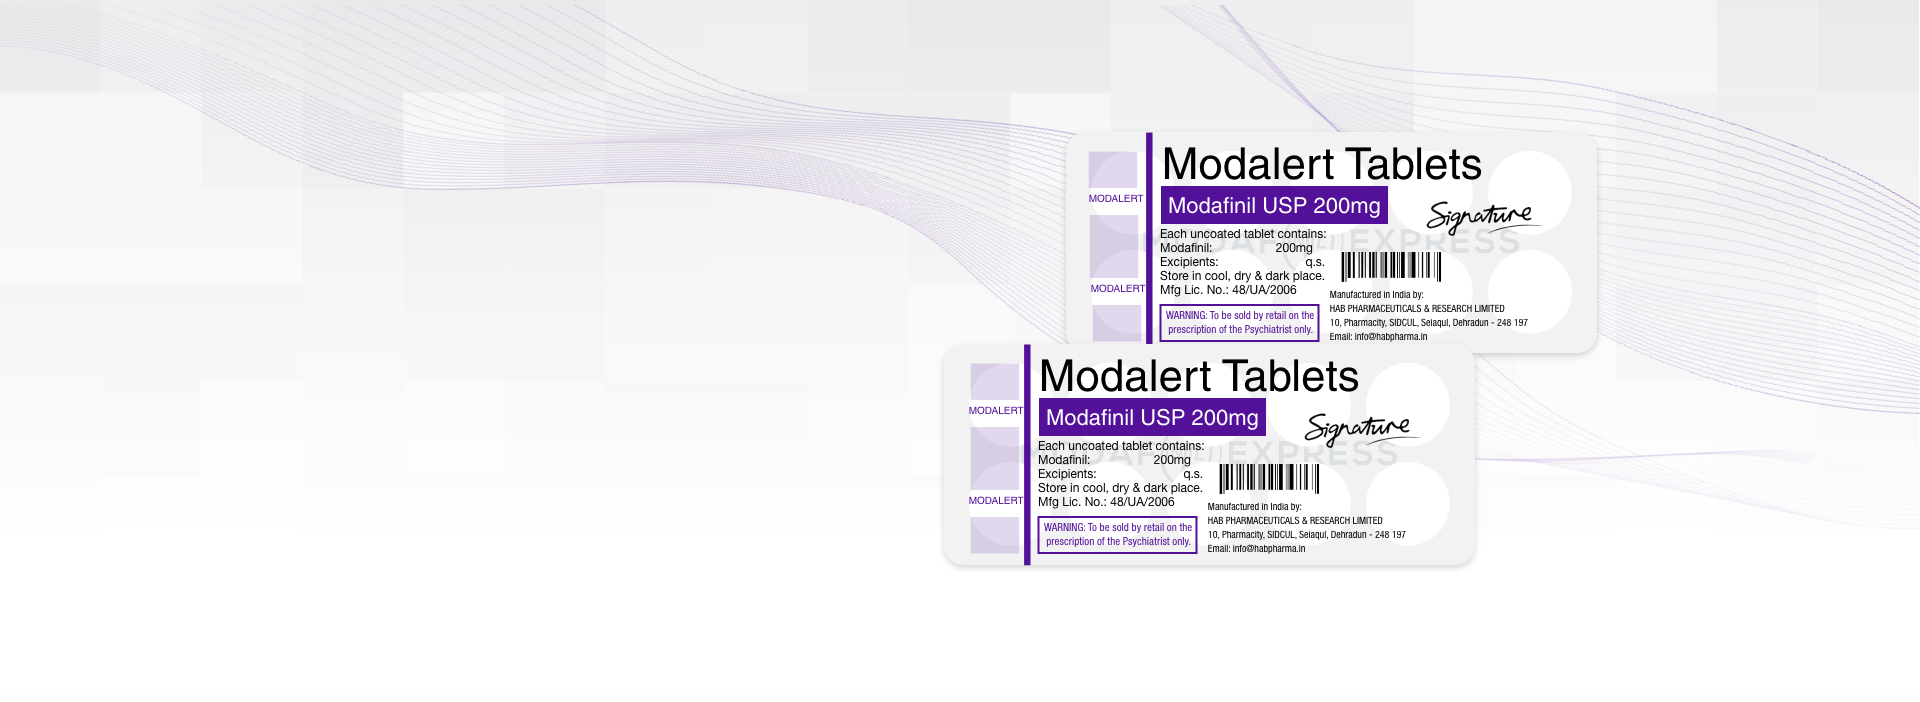 Modalert Tablets
MODALERT
Modafinil USP 200mg
Signature
Each uncoated tablet contains:
Modafinil: 200mg
EXPRESS
Excipients: q.s.
Store in cool, dry & dark place.
MODALERT
Mfg Lic. No.: 48/UA/2006
Manufactured in India by:
HAB PHARMACEUTICALS & RESEARCH LIMITED
10, Pharmacity, SIDCUL, Selaqui, Dehradun - 248 197
Email: info@habpharma.in
WARNING: To be sold by retail on the
prescription of the Psychiatrist only.
Modalert Tablets
MODALERT
Modafinil USP 200mg
Signature
Each uncoated tablet contains:
Modafinil: 200mg
EXPRESS
Excipients: q.s.
Store in cool, dry & dark place.
MODALERT
Mfg Lic. No.: 48/UA/2006
Manufactured in India by:
HAB PHARMACEUTICALS & RESEARCH LIMITED
10, Pharmacity, SIDCUL, Selaqui, Dehradun - 248 197
Email: info@habpharma.in
WARNING: To be sold by retail on the
prescription of the Psychiatrist only.